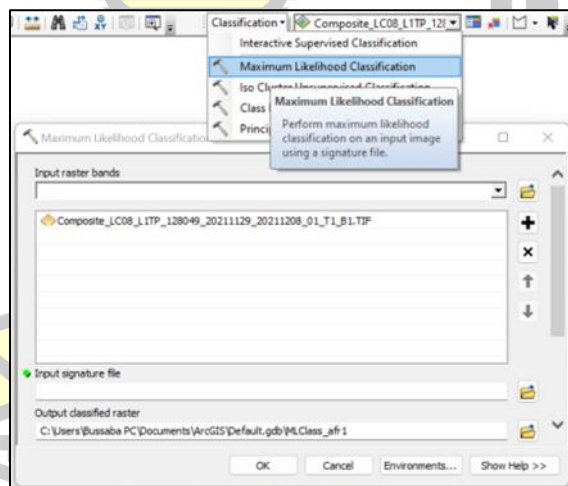 Classification
Composite_LC08_L1TP_12
Interactive Supervised Classification
Maximum Likelihood Classification
Iso Cluster Unsupervised Classification
Class
Princi
Maximum Likelihood Classification
Perform maximum likelihood
classification on an input image
using a signature file.
Maximum Likelihood Classification
Input raster bands
Composite_LC08_L1TP_128049_20211129_20211208_01_T1_B1.TIF
Input signature file
Output classified raster
C:\Users\Bussaba PC\Documents\ArcGIS\Default.gdb\MLClass_afr1
OK Cancel Environments... Show Help >>